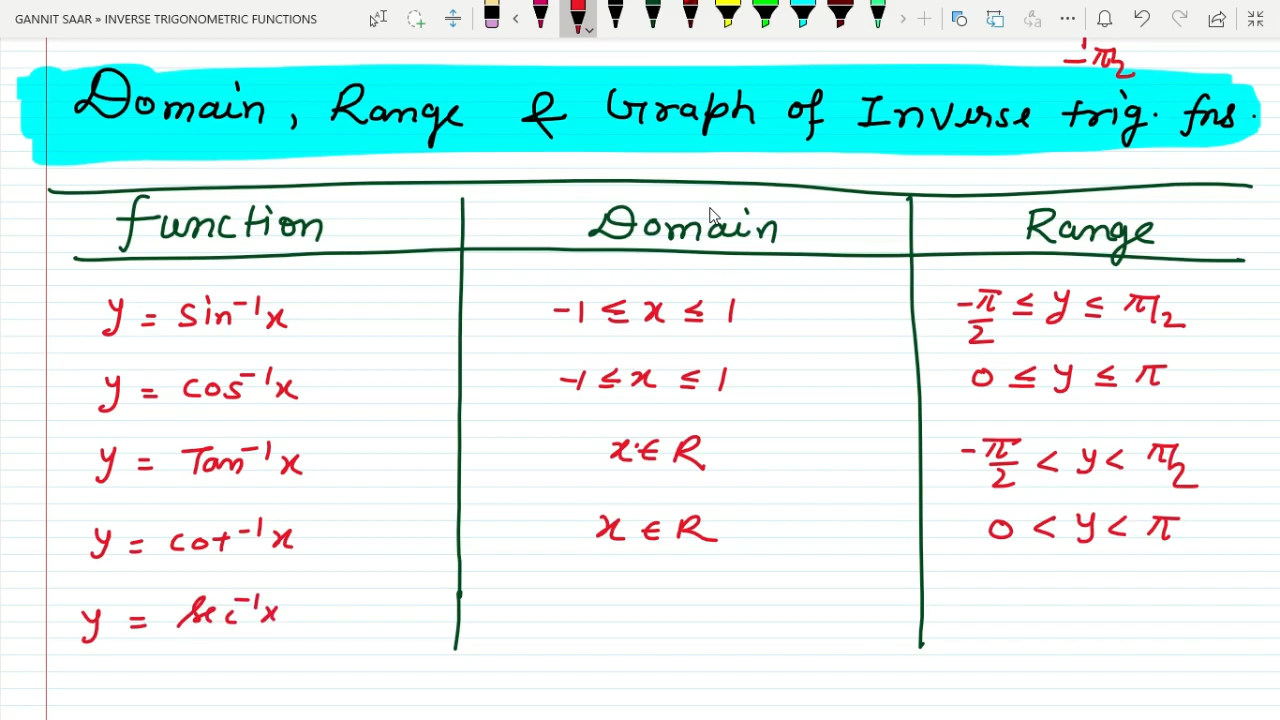 GANNIT SAAR » INVERSE TRIGONOMETRIC FUNCTIONS
Domain, Range & Graph of Inverse trig. fns.
function Domain Range
y = sin⁻¹x -1 ≤ x ≤ 1 -π/2 ≤ y ≤ π/2
y = cos⁻¹x -1 ≤ x ≤ 1 0 ≤ y ≤ π
y = Tan⁻¹x x ∈ R -π/2 < y < π/2
y = cot⁻¹x x ∈ R 0 < y < π
y = sec⁻¹x